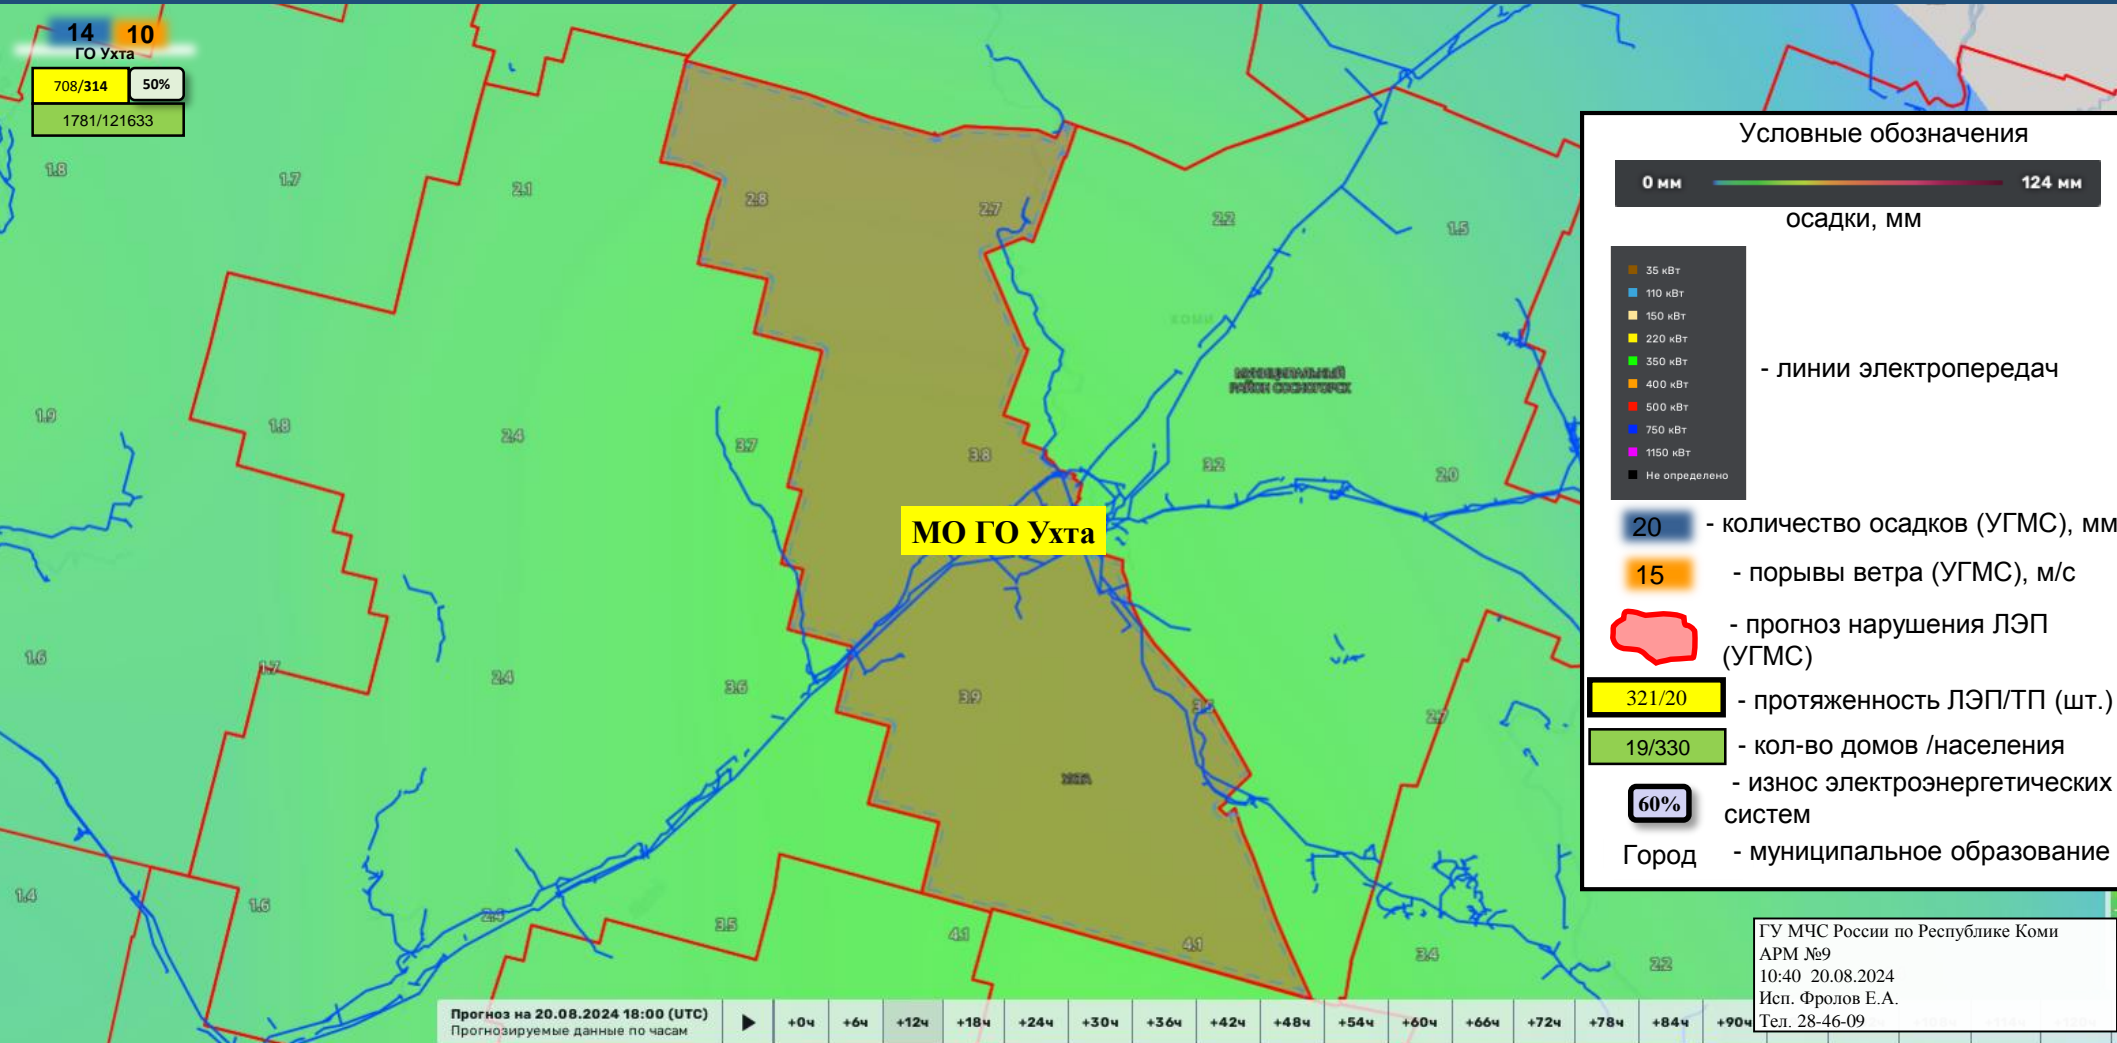 14 10
ГО Ухта
708/314 50%
1781/121633
1.8
1.7
2.1
2.8
2.7
2.2
1.5
КОМИ
МУНИЦИПАЛЬНЫЙ
РАЙОН СОСНОГОРСК
1.9
1.8
2.4
3.7
3.8
3.2
2.0
МО ГО Ухта
1.6
1.7
2.4
3.6
3.9
2.7
УХТА
1.4
1.6
2.4
3.5
4.1
4.1
3.4
2.2
Условные обозначения
0 мм 124 мм
осадки, мм
35 кВт
110 кВт
150 кВт
220 кВт
350 кВт
400 кВт
500 кВт
750 кВт
1150 кВт
Не определено
- линии электропередач
20 - количество осадков (УГМС), мм
15 - порывы ветра (УГМС), м/с
- прогноз нарушения ЛЭП
(УГМС)
321/20 - протяженность ЛЭП/ТП (шт.)
19/330 - кол-во домов /населения
- износ электроэнергетических
60%
систем
Город - муниципальное образование
ГУ МЧС России по Республике Коми
АРМ №9
10:40 20.08.2024
Исп. Фролов Е.А.
Тел. 28-46-09
Прогноз на 20.08.2024 18:00 (UTC)
Прогнозируемые данные по часам
+0ч +6ч +12ч +18ч +24ч +30ч +36ч +42ч +48ч +54ч +60ч +66ч +72ч +78ч +84ч +90ч